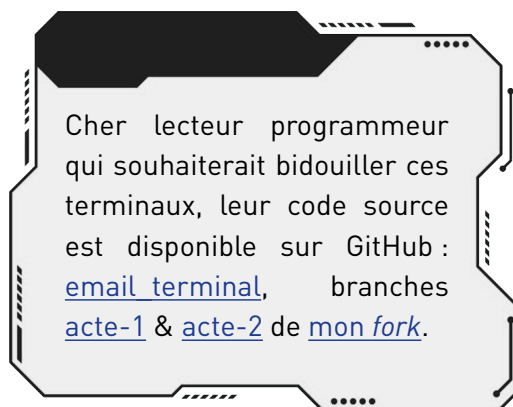 Cher lecteur programmeur
qui souhaiterait bidouiller ces
terminaux, leur code source
est disponible sur GitHub :
email_terminal, branches
acte-1 & acte-2 de mon fork.